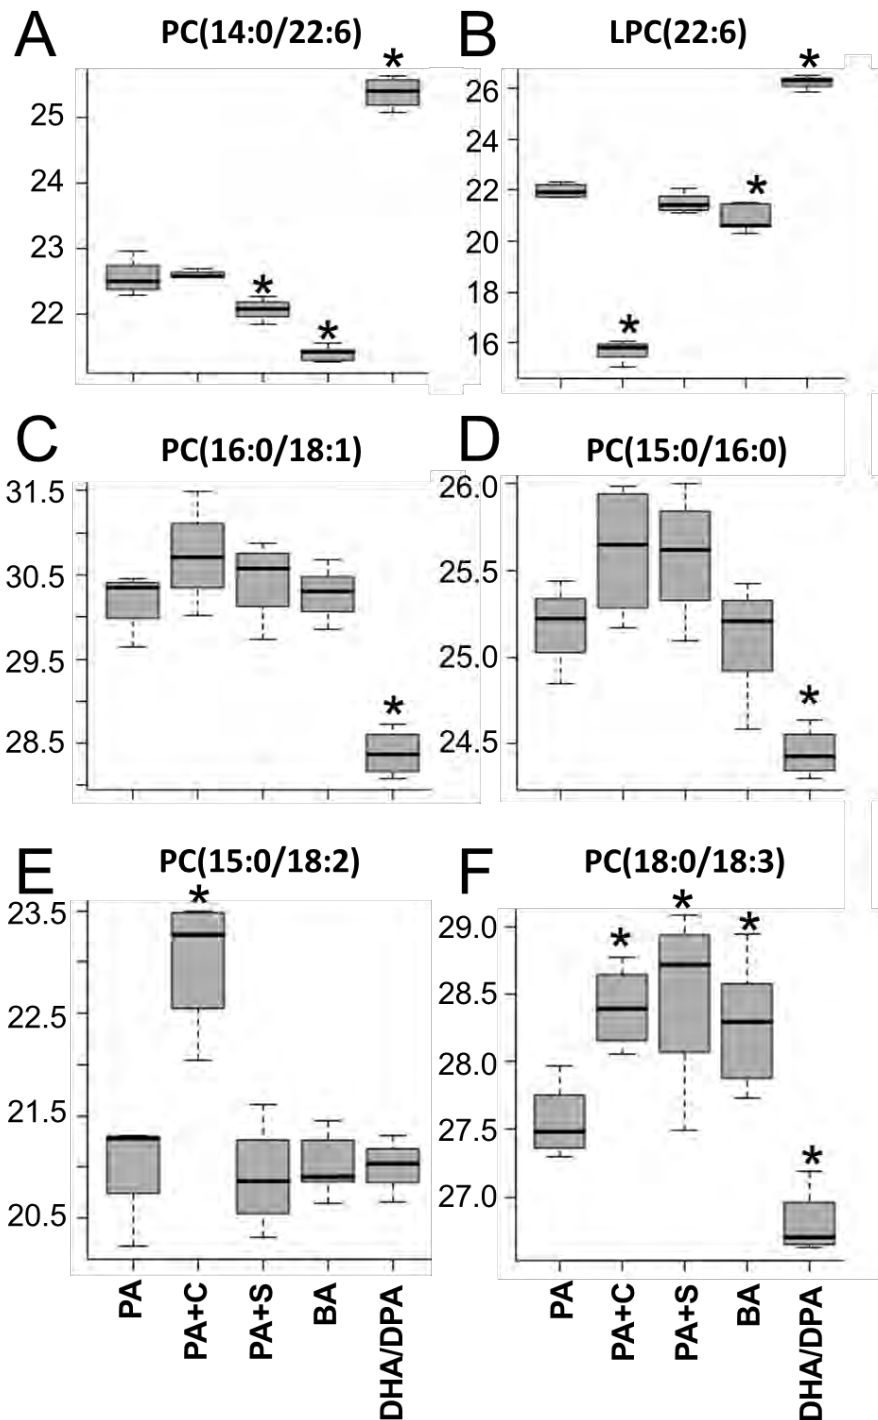 A PC(14:0/22:6)
*
25
24
23
22
*
*
B LPC(22:6)
*
26
24
22
20
18
16
*
*
C PC(16:0/18:1)
31.5
30.5
29.5
28.5
*
D PC(15:0/16:0)
26.0
25.5
25.0
24.5
*
E PC(15:0/18:2)
*
23.5
22.5
21.5
20.5
PA
PA+C
PA+S
BA
DHA/DPA
F PC(18:0/18:3)
*
*
*
29.0
28.5
28.0
27.5
27.0
*
PA
PA+C
PA+S
BA
DHA/DPA